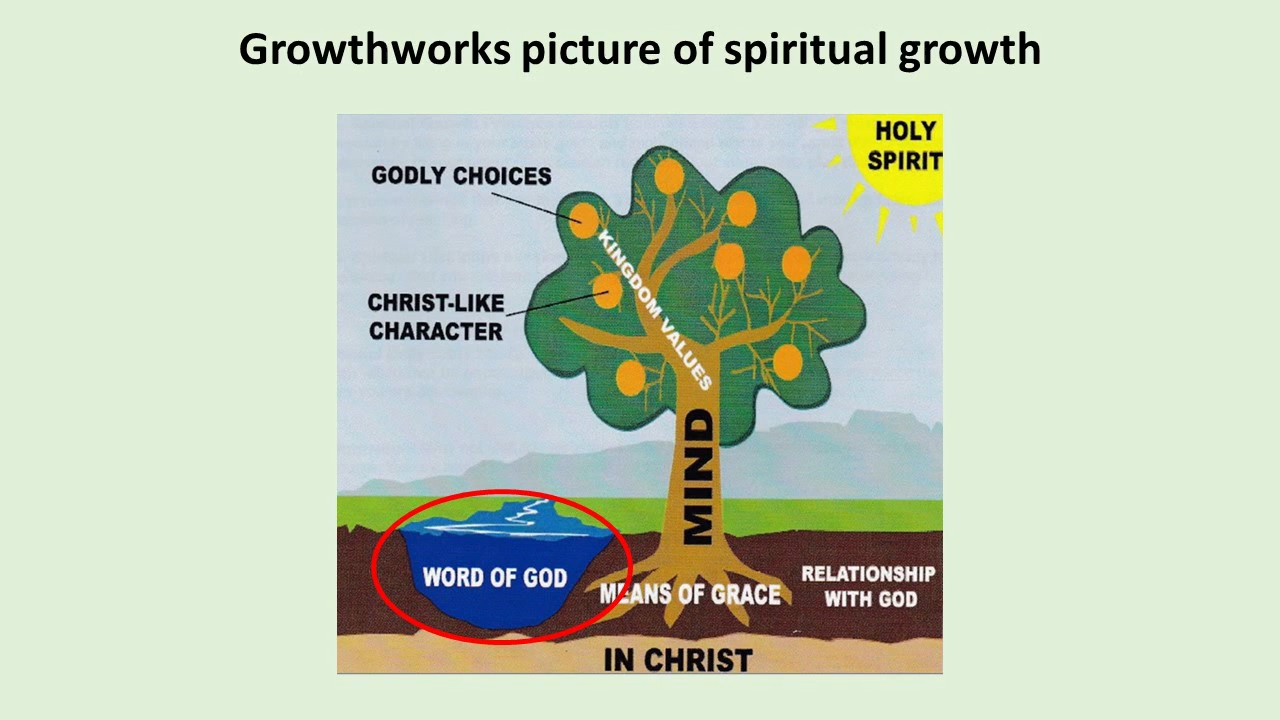 Growthworks picture of spiritual growth
HOLY
SPIRIT
GODLY CHOICES
KINGDOM VALUES
CHRIST-LIKE
CHARACTER
MIND
WORD OF GOD
MEANS OF GRACE
RELATIONSHIP
WITH GOD
IN CHRIST